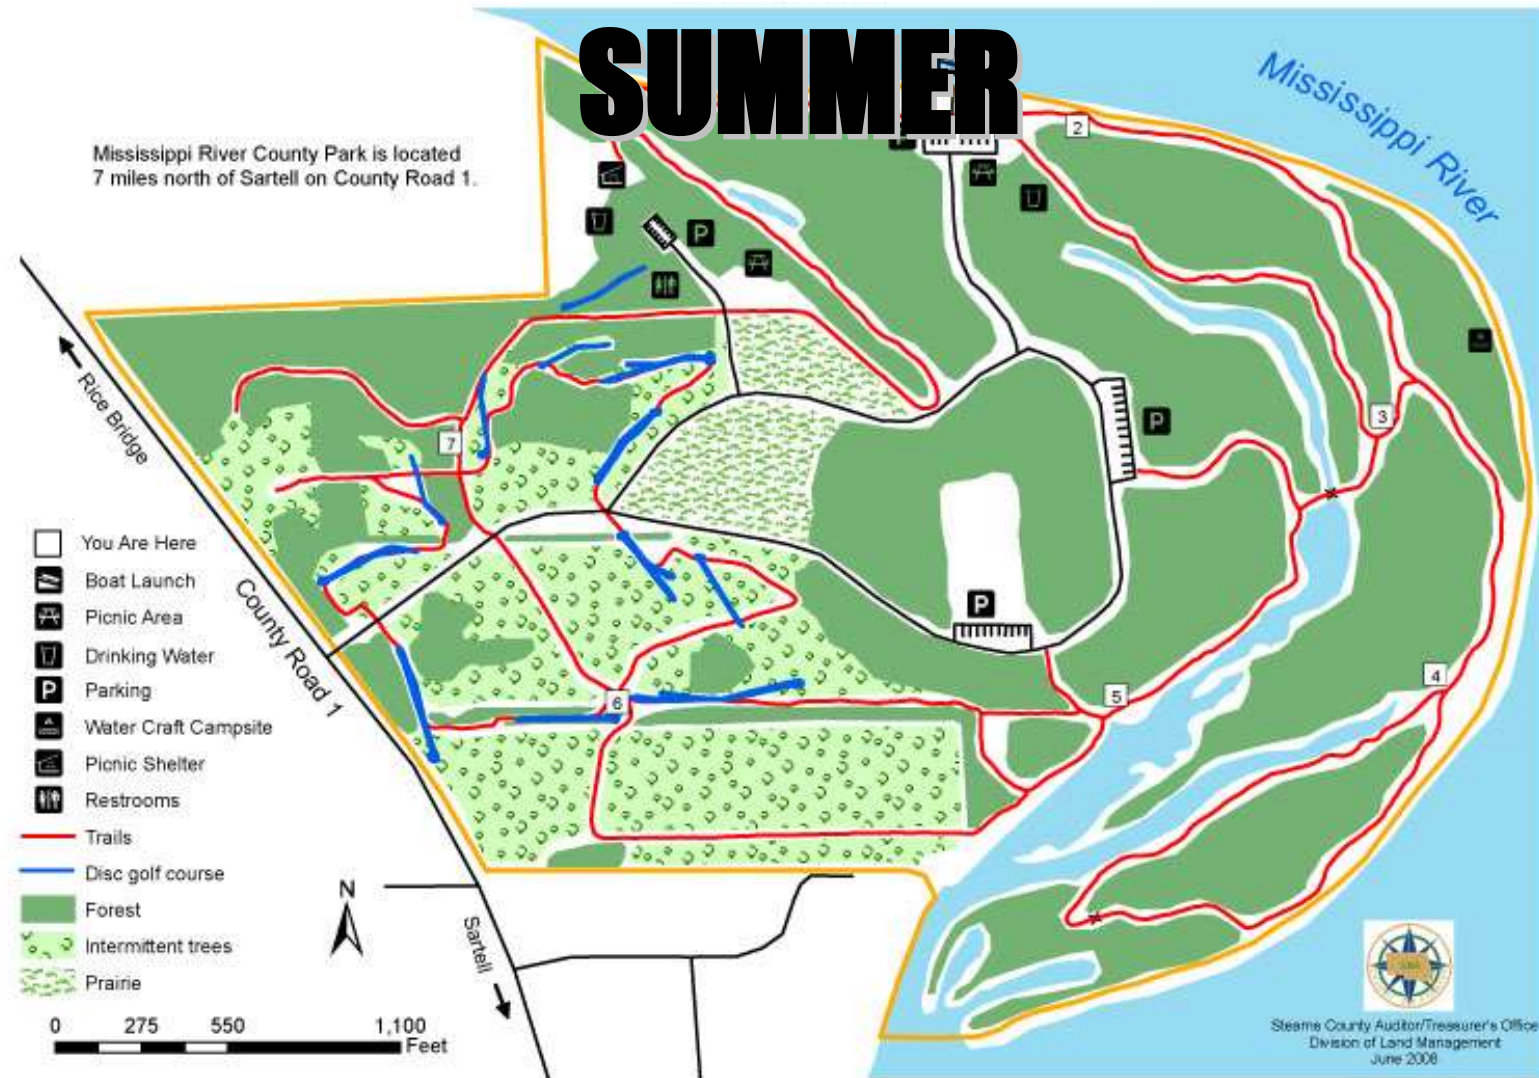 SUMMER
Mississippi River
Mississippi River County Park is located
7 miles north of Sartell on County Road 1.
2
P
P
3
7
Rice Bridge
County Road 1
P
4
5
6
You Are Here
Boat Launch
Picnic Area
Drinking Water
P Parking
Water Craft Campsite
Picnic Shelter
Restrooms
Trails
Disc golf course
Forest
Intermittent trees
Prairie
N
Sartell
0 275 550 1,100
Feet
Stearns County Auditor/Treasurer's Office
Division of Land Management
June 2008